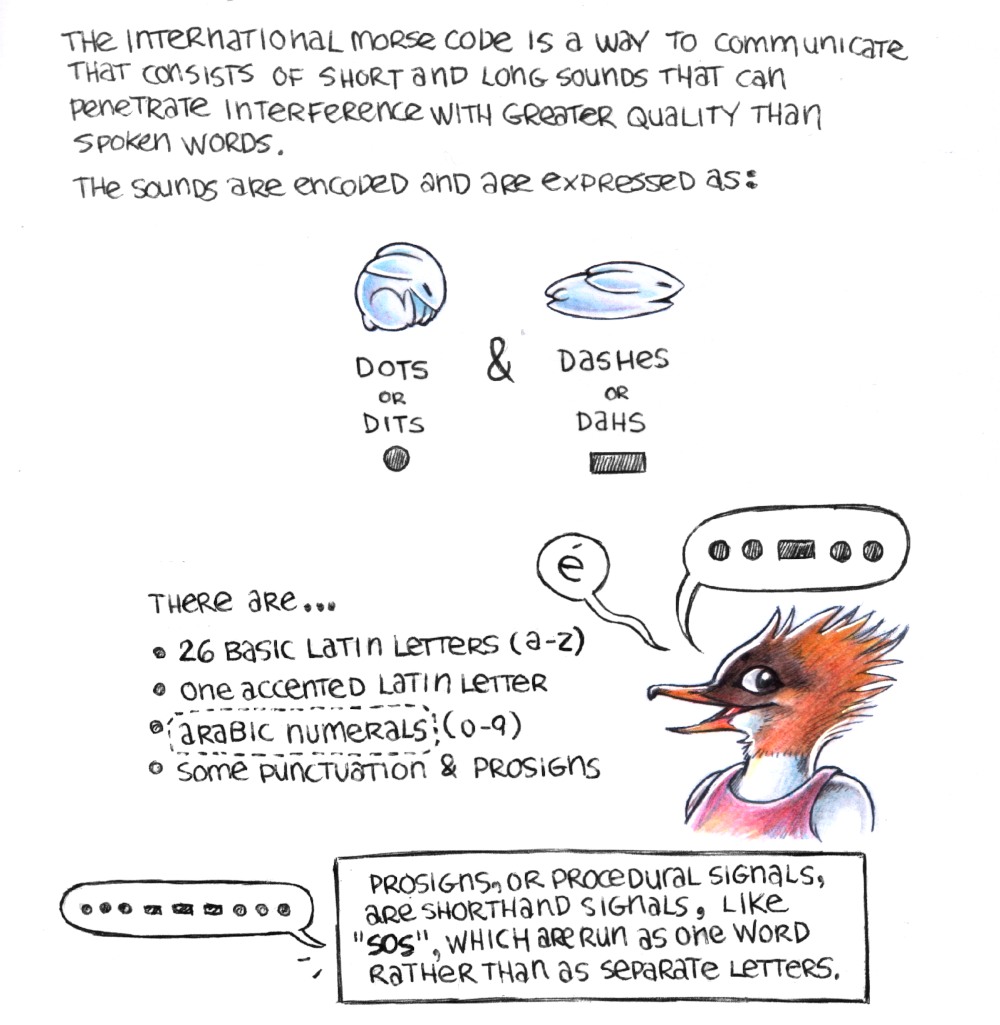 THE INTERNATIONAL MORSE CODE IS A WAY TO COMMUNICATE
THAT CONSISTS OF SHORT AND LONG SOUNDS THAT CAN
PENETRATE INTERFERENCE WITH GREATER QUALITY THAN
SPOKEN WORDS.
THE SOUNDS ARE ENCODED AND ARE EXPRESSED AS:
DOTS & DASHES
OR OR
DITS DAHS
é
THERE ARE...
• 26 BASIC LATIN LETTERS (A-Z)
• ONE ACCENTED LATIN LETTER
• ARABIC NUMERALS (0-9)
• SOME PUNCTUATION & PROSIGNS
PROSIGNS, OR PROCEDURAL SIGNALS,
ARE SHORTHAND SIGNALS, LIKE
"SOS", WHICH ARE RUN AS ONE WORD
RATHER THAN AS SEPARATE LETTERS.